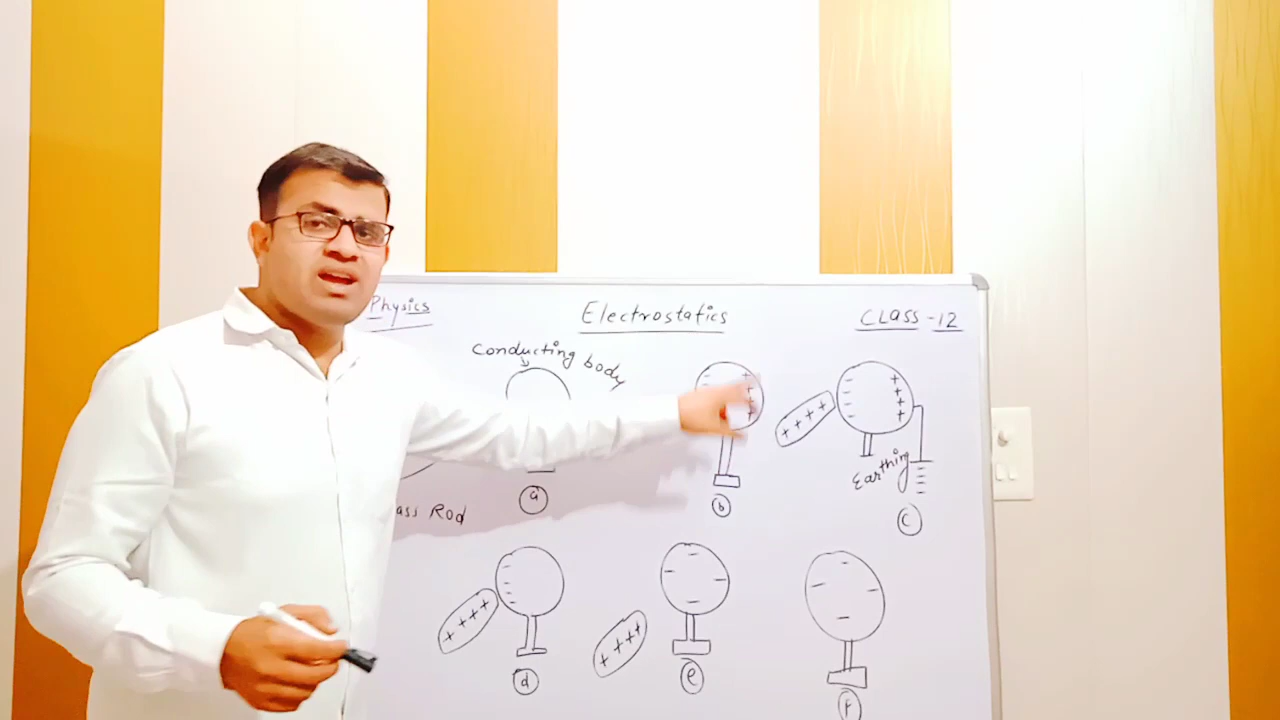 Physics
Electrostatics
CLASS-12
Conducting body
- - - -
+ + +
+ + + +
- - - -
+ + + +
Earthing
a
b
c
ass Rod
+ + + +
- - - -
+ + + +
- - - -
- - - -
d
e
f